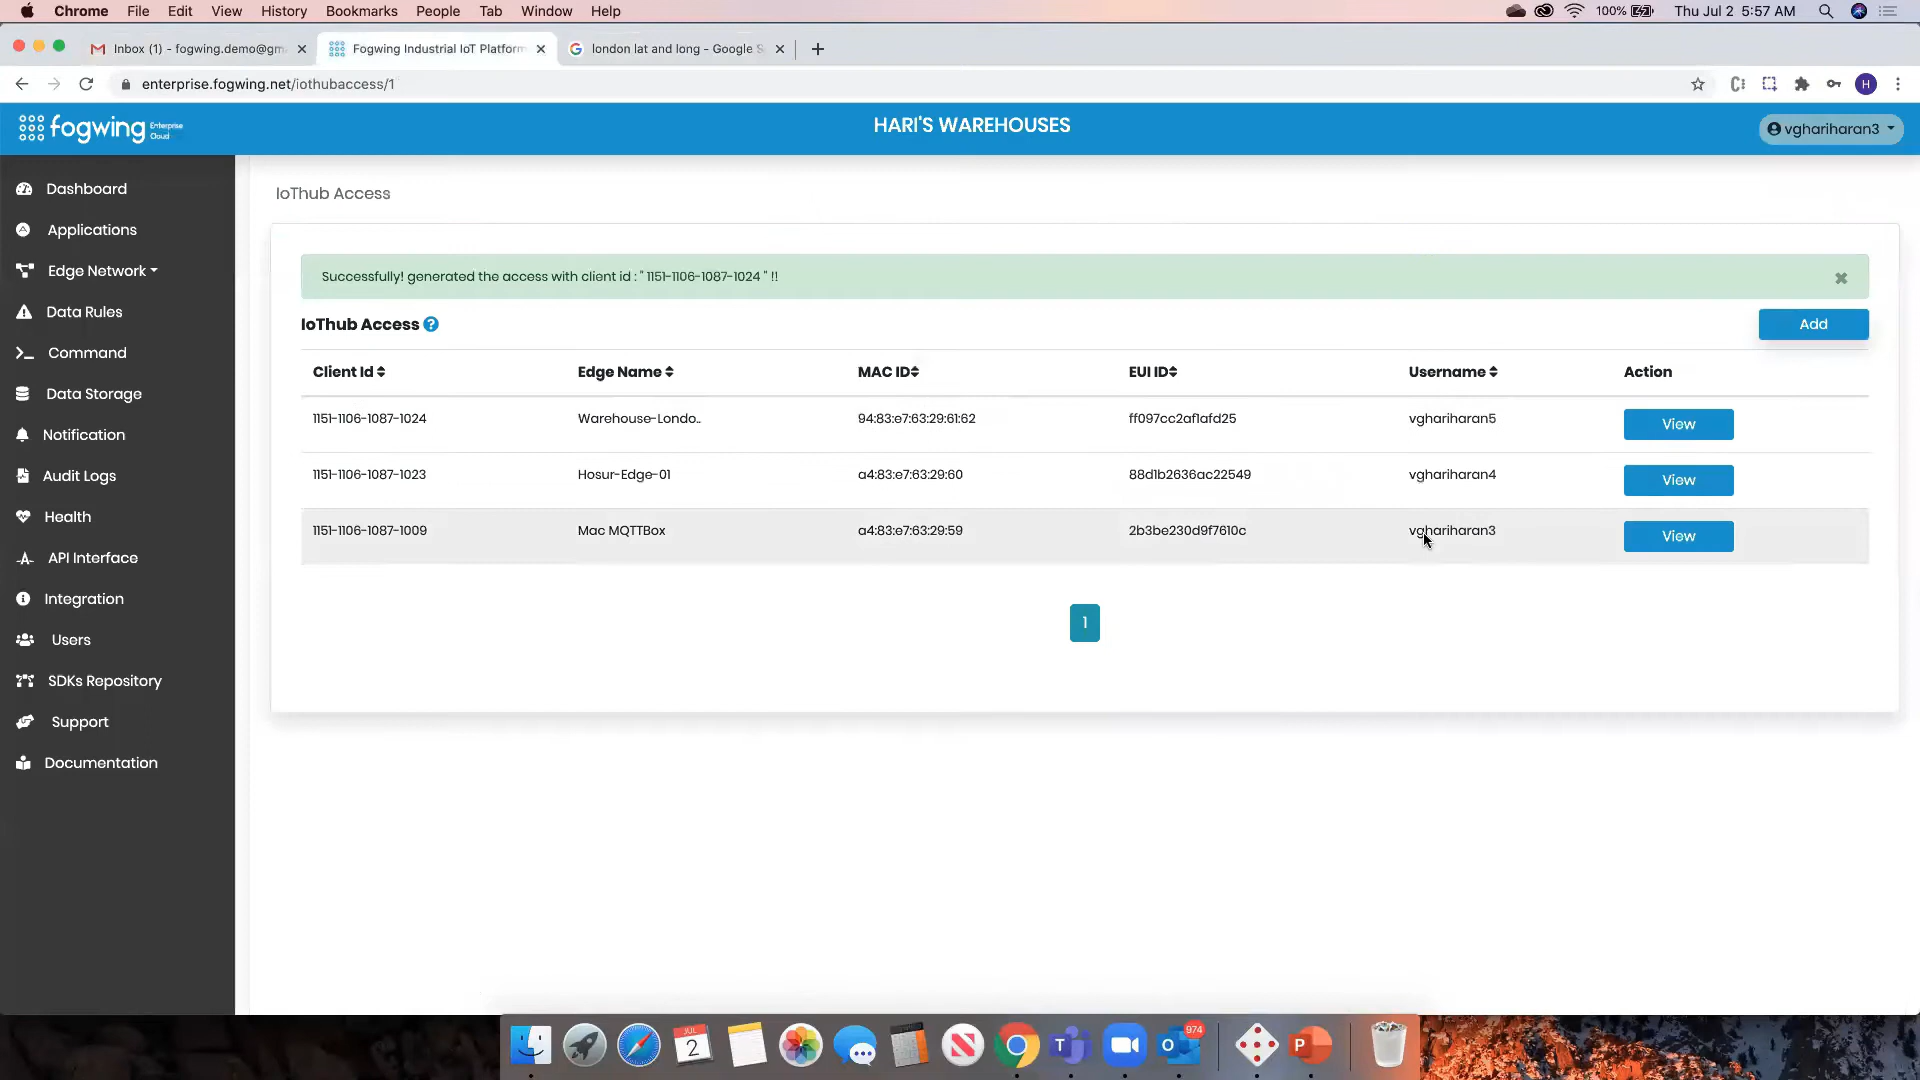 Chrome File Edit View History Bookmarks People Tab Window Help 100% Thu Jul 2 5:57 AM
Inbox (1) - fogwing.demo@gm
Fogwing Industrial IoT Platform
london lat and long - Google S
enterprise.fogwing.net/iothubaccess/1
H
fogwing Enterprise Cloud
HARI'S WAREHOUSES
vghariharan3
Dashboard
Applications
Edge Network
Data Rules
Command
Data Storage
Notification
Audit Logs
Health
API Interface
Integration
Users
SDKs Repository
Support
Documentation
IoThub Access
Successfully! generated the access with client id : " 1151-1106-1087-1024 " !!
IoThub Access ?
Add
Client Id Edge Name MAC ID EUI ID Username Action
1151-1106-1087-1024 Warehouse-Londo.. 94:83:e7:63:29:61:62 ff097cc2af1afd25 vghariharan5 View
1151-1106-1087-1023 Hosur-Edge-01 a4:83:e7:63:29:60 88d1b2636ac22549 vghariharan4 View
1151-1106-1087-1009 Mac MQTTBox a4:83:e7:63:29:59 2b3be230d9f7610c vghariharan3 View
1
JUL
2
T
O
974
P